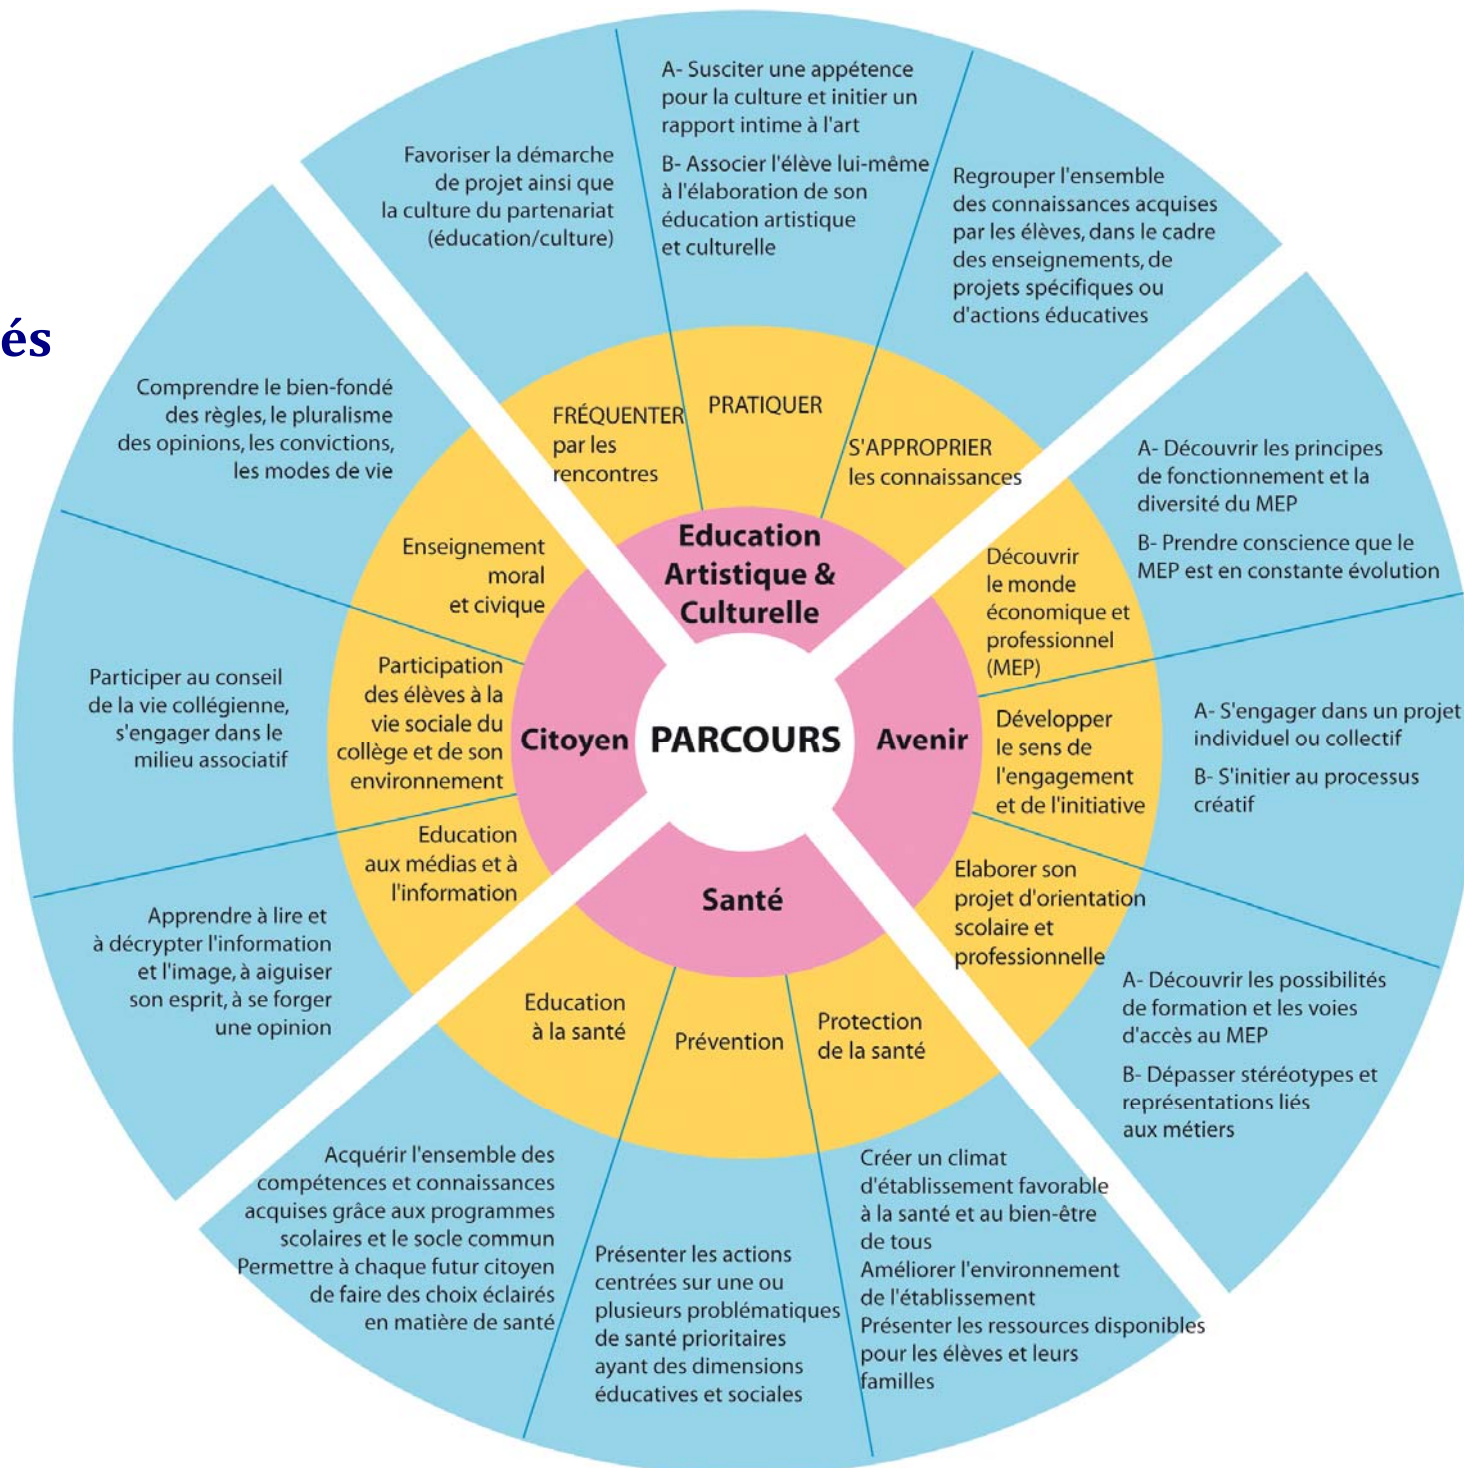 és
PARCOURS
Education
Artistique &
Culturelle
FRÉQUENTER
par les
rencontres
Favoriser la démarche
de projet ainsi que
la culture du partenariat
(éducation/culture)
PRATIQUER
A- Susciter une appétence
pour la culture et initier un
rapport intime à l'art
B- Associer l'élève lui-même
à l'élaboration de son
éducation artistique
et culturelle
S'APPROPRIER
les connaissances
Regrouper l'ensemble
des connaissances acquises
par les élèves, dans le cadre
des enseignements, de
projets spécifiques ou
d'actions éducatives
Avenir
Découvrir
le monde
économique et
professionnel
(MEP)
A- Découvrir les principes
de fonctionnement et la
diversité du MEP
B- Prendre conscience que le
MEP est en constante évolution
Développer
le sens de
l'engagement
et de l'initiative
A- S'engager dans un projet
individuel ou collectif
B- S'initier au processus
créatif
Elaborer son
projet d'orientation
scolaire et
professionnelle
A- Découvrir les possibilités
de formation et les voies
d'accès au MEP
B- Dépasser stéréotypes et
représentations liés
aux métiers
Santé
Protection
de la santé
Créer un climat
d'établissement favorable
à la santé et au bien-être
de tous
Améliorer l'environnement
de l'établissement
Présenter les ressources disponibles
pour les élèves et leurs
familles
Prévention
Présenter les actions
centrées sur une ou
plusieurs problématiques
de santé prioritaires
ayant des dimensions
éducatives et sociales
Education
à la santé
Acquérir l'ensemble des
compétences et connaissances
acquises grâce aux programmes
scolaires et le socle commun
Permettre à chaque futur citoyen
de faire des choix éclairés
en matière de santé
Citoyen
Education
aux médias et à
l'information
Apprendre à lire et
à décrypter l'information
et l'image, à aiguiser
son esprit, à se forger
une opinion
Participation
des élèves à la
vie sociale du
collège et de son
environnement
Participer au conseil
de la vie collégienne,
s'engager dans le
milieu associatif
Enseignement
moral
et civique
Comprendre le bien-fondé
des règles, le pluralisme
des opinions, les convictions,
les modes de vie